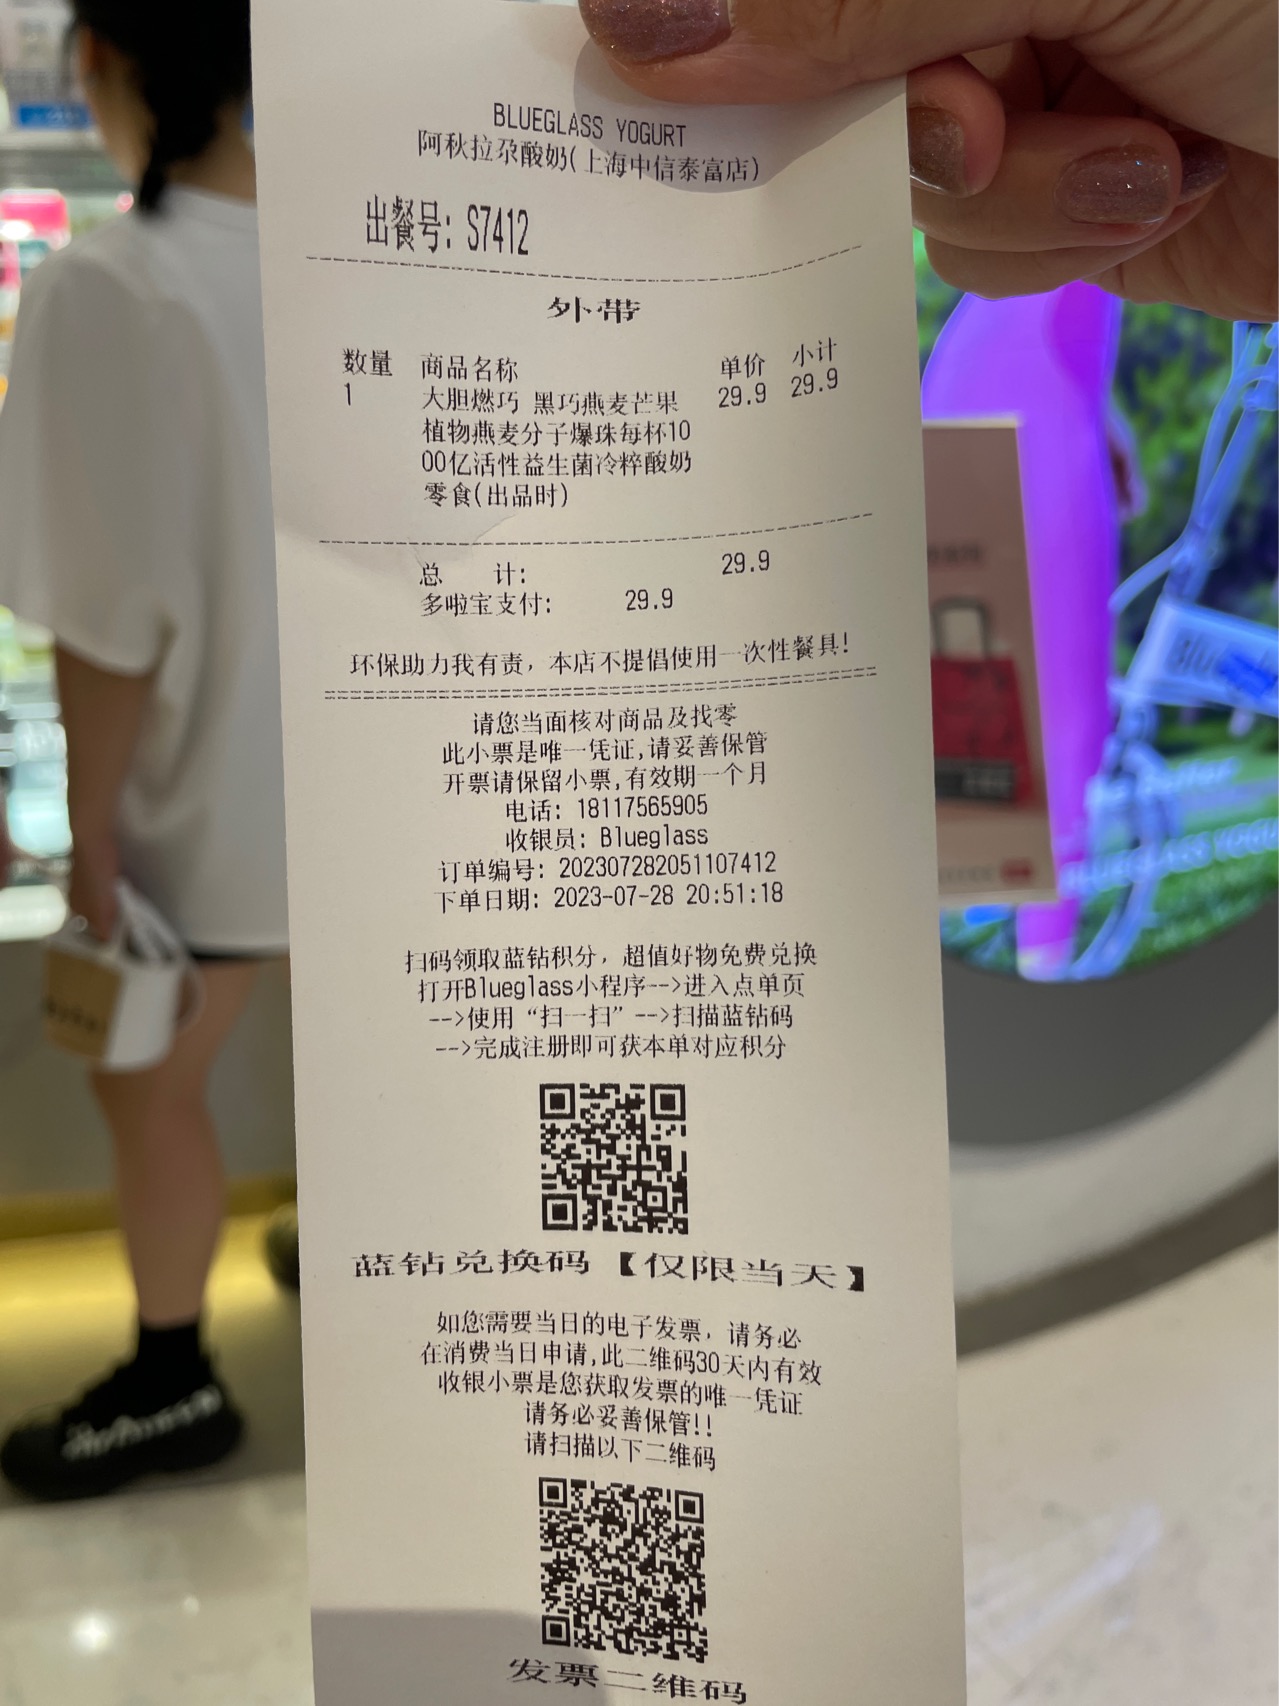 BLUEGLASS YOGURT
阿秋拉尕酸奶(上海中信泰富店)
出餐号: S7412
外带
数量 商品名称 单价 小计
1 大胆燃巧 黑巧燕麦芒果 29.9 29.9
植物燕麦分子爆珠每杯10
00亿活性益生菌冷粹酸奶
零食(出品时)
总 计: 29.9
多啦宝支付: 29.9
环保助力我有责，本店不提倡使用一次性餐具!
请您当面核对商品及找零
此小票是唯一凭证,请妥善保管
开票请保留小票,有效期一个月
电话: 18117565905
收银员: Blueglass
订单编号: 202307282051107412
下单日期: 2023-07-28 20:51:18
扫码领取蓝钻积分，超值好物免费兑换
打开Blueglass小程序-->进入点单页
-->使用“扫一扫”-->扫描蓝钻码
-->完成注册即可获本单对应积分
蓝钻兑换码【仅限当天】
如您需要当日的电子发票，请务必
在消费当日申请,此二维码30天内有效
收银小票是您获取发票的唯一凭证
请务必妥善保管!!
请扫描以下二维码
发票二维码
BLUEGLASS YOGU